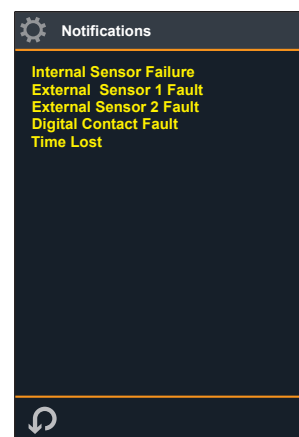 Notifications
Internal Sensor Failure
External Sensor 1 Fault
External Sensor 2 Fault
Digital Contact Fault
Time Lost